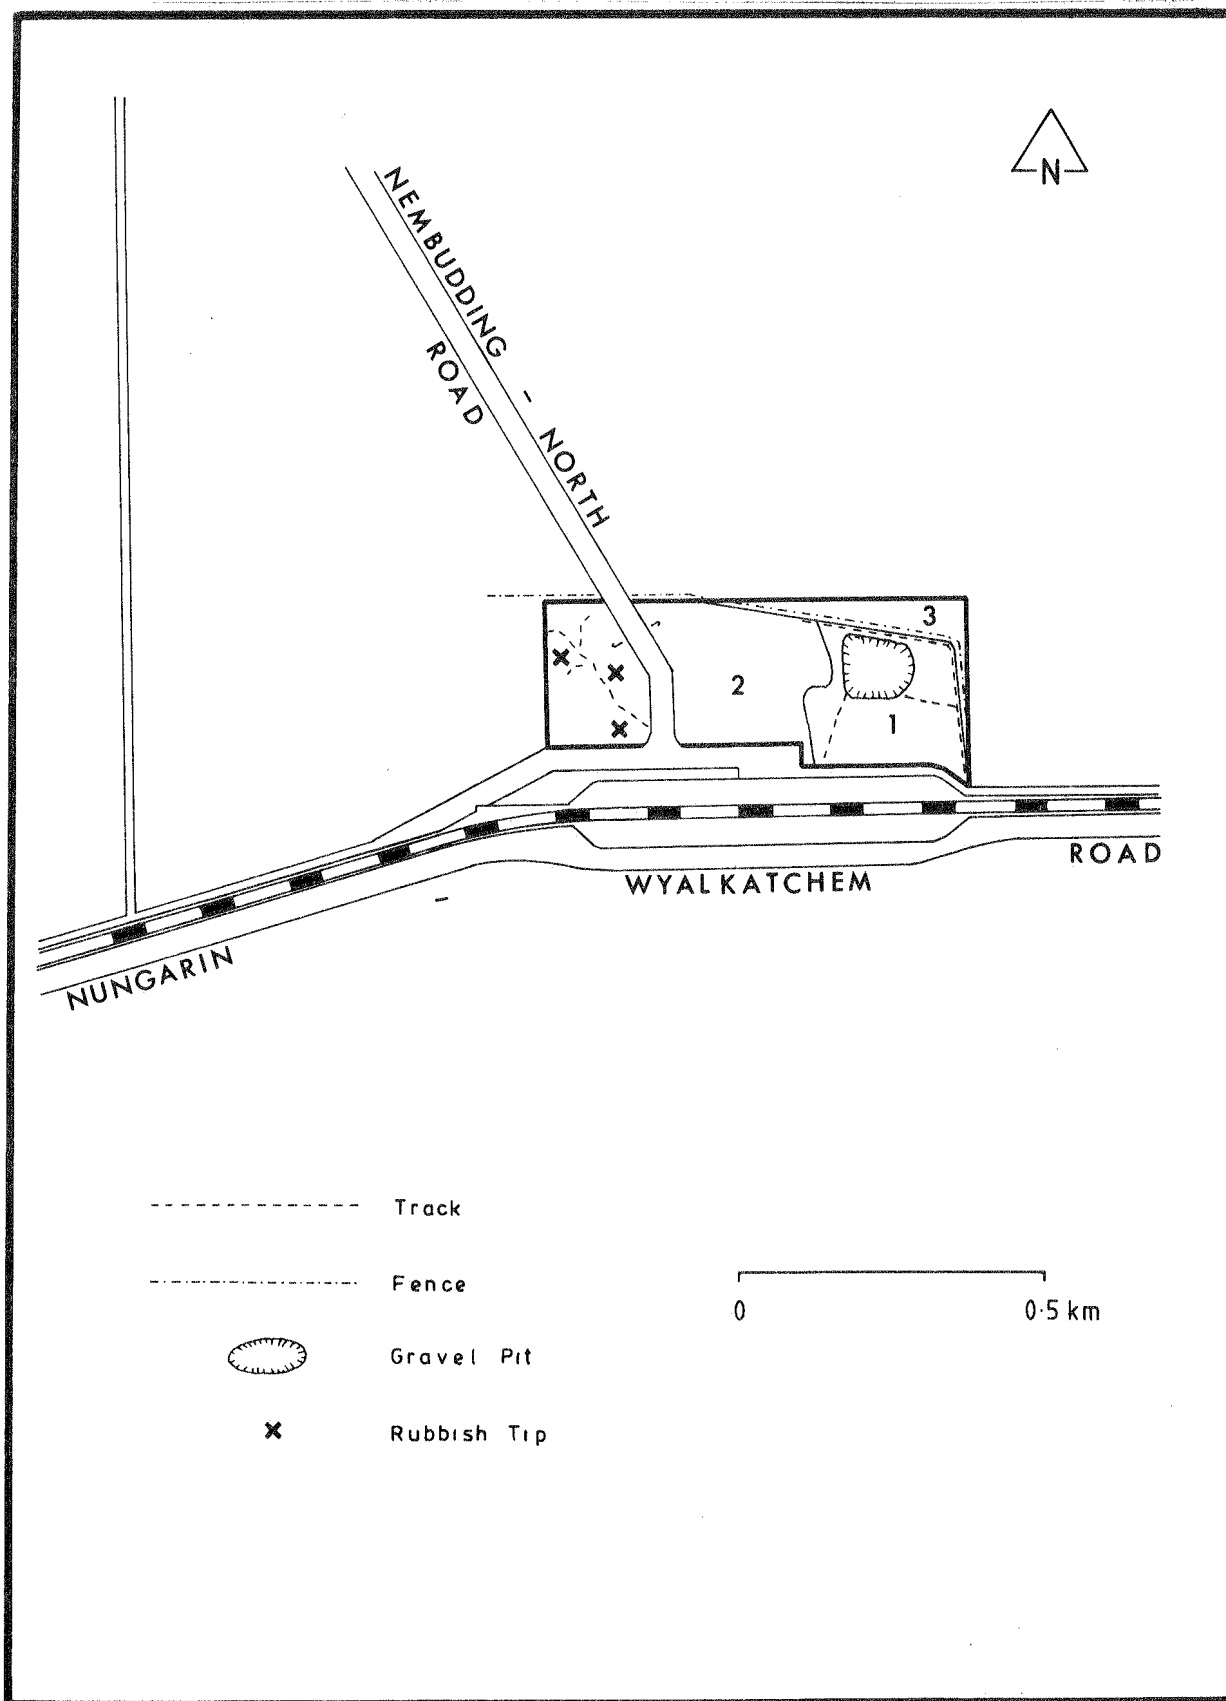 N
NEMBUDDING - NORTH
ROAD
3
2
1
ROAD
WYALKATCHEM
-
NUNGARIN
Track
Fence
0
0·5 km
Gravel Pit
Rubbish Tip